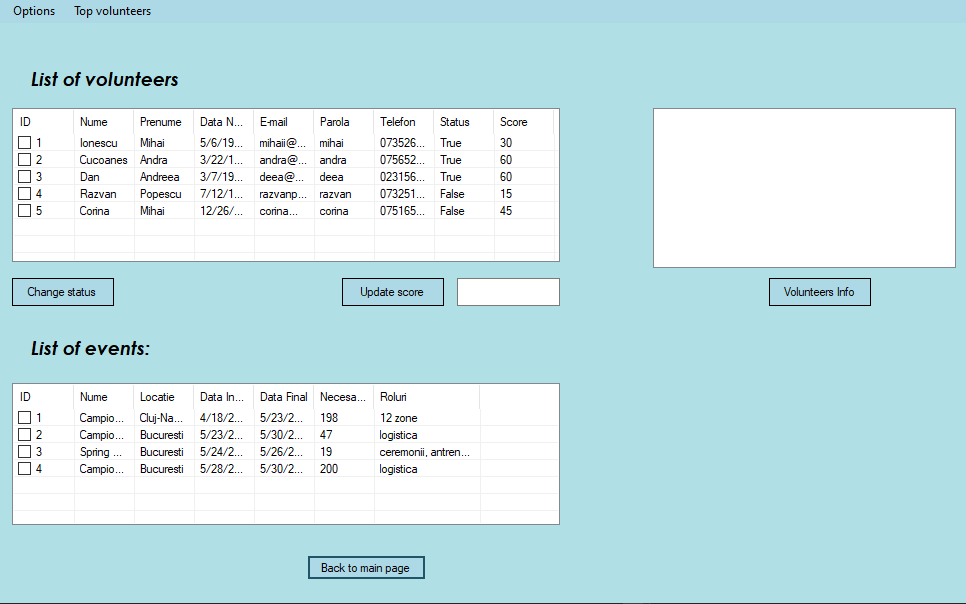 Options Top volunteers
List of volunteers
ID Nume Prenume Data N... E-mail Parola Telefon Status Score
1 Ionescu Mihai 5/6/19... mihaii@... mihai 073526... True 30
2 Cucoanes Andra 3/22/1... andra@... andra 075652... True 60
3 Dan Andreea 3/7/19... deea@... deea 023156... True 60
4 Razvan Popescu 7/12/1... razvanp... razvan 073251... False 15
5 Corina Mihai 12/26/... corina... corina 075165... False 45
Change status Update score Volunteers Info
List of events:
ID Nume Locatie Data In... Data Final Necesa... Roluri
1 Campio... Cluj-Na... 4/18/2... 5/23/2... 198 12 zone
2 Campio... Bucuresti 5/23/2... 5/30/2... 47 logistica
3 Spring ... Bucuresti 5/24/2... 5/26/2... 19 ceremonii, antren...
4 Campio... Bucuresti 5/28/2... 5/30/2... 200 logistica
Back to main page